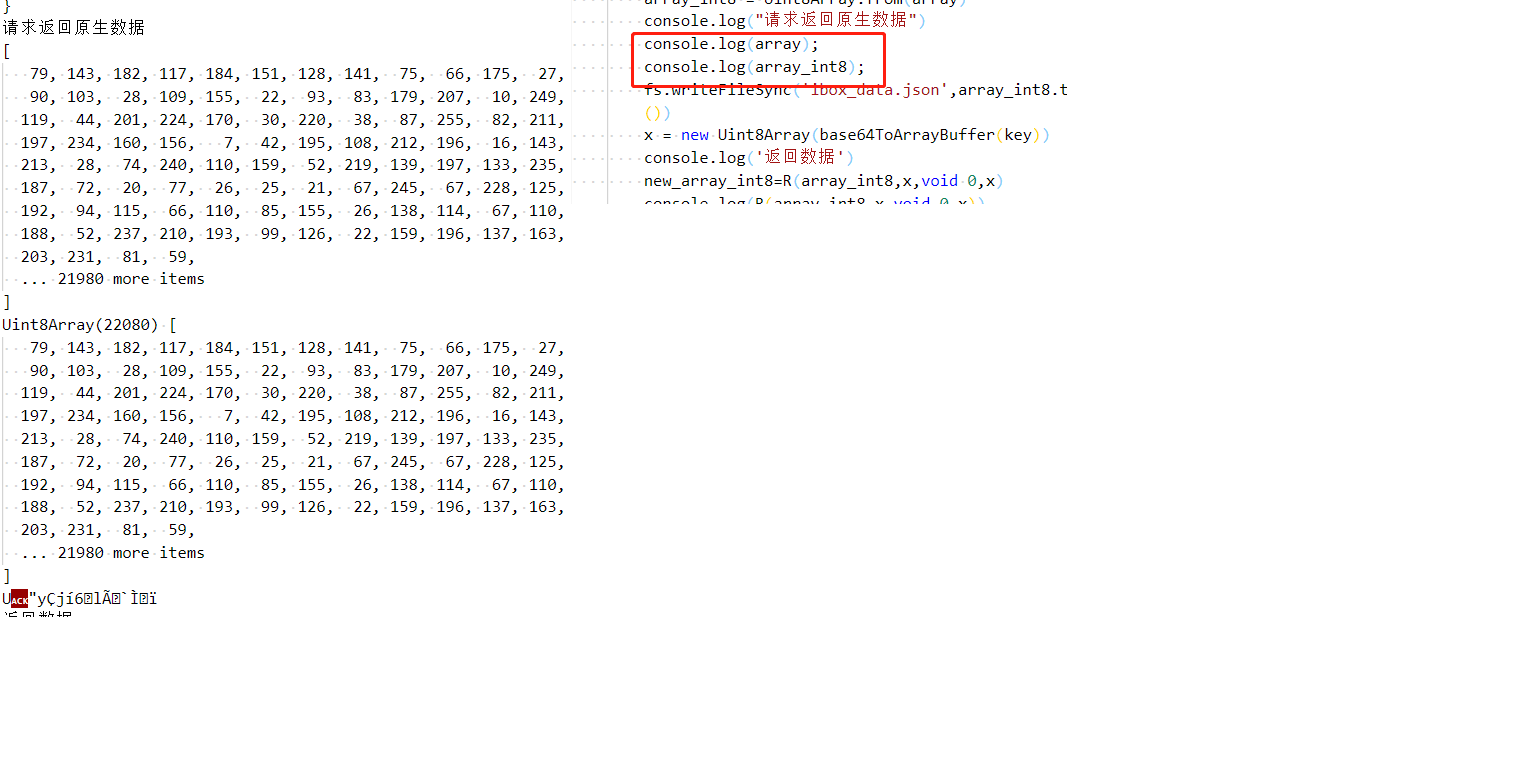 }
请求返回原生数据
[
79, 143, 182, 117, 184, 151, 128, 141, 75, 66, 175, 27,
90, 103, 28, 109, 155, 22, 93, 83, 179, 207, 10, 249,
119, 44, 201, 224, 170, 30, 220, 38, 87, 255, 82, 211,
197, 234, 160, 156, 7, 42, 195, 108, 212, 196, 16, 143,
213, 28, 74, 240, 110, 159, 52, 219, 139, 197, 133, 235,
187, 72, 20, 77, 26, 25, 21, 67, 245, 67, 228, 125,
192, 94, 115, 66, 110, 85, 155, 26, 138, 114, 67, 110,
188, 52, 237, 210, 193, 99, 126, 22, 159, 196, 137, 163,
203, 231, 81, 59,
... 21980 more items
]
Uint8Array(22080) [
79, 143, 182, 117, 184, 151, 128, 141, 75, 66, 175, 27,
90, 103, 28, 109, 155, 22, 93, 83, 179, 207, 10, 249,
119, 44, 201, 224, 170, 30, 220, 38, 87, 255, 82, 211,
197, 234, 160, 156, 7, 42, 195, 108, 212, 196, 16, 143,
213, 28, 74, 240, 110, 159, 52, 219, 139, 197, 133, 235,
187, 72, 20, 77, 26, 25, 21, 67, 245, 67, 228, 125,
192, 94, 115, 66, 110, 85, 155, 26, 138, 114, 67, 110,
188, 52, 237, 210, 193, 99, 126, 22, 159, 196, 137, 163,
203, 231, 81, 59,
... 21980 more items
]
UACK"yÇjí6lÃ`Ìï
返回数据
array_int8 = Uint8Array.from(array)
console.log("请求返回原生数据")
console.log(array);
console.log(array_int8);
fs.writeFileSync('ibox_data.json',array_int8.t
())
x = new Uint8Array(base64ToArrayBuffer(key))
console.log('返回数据')
new_array_int8=R(array_int8,x,void 0,x)
console.log(R(array_int8,x,void 0,x))